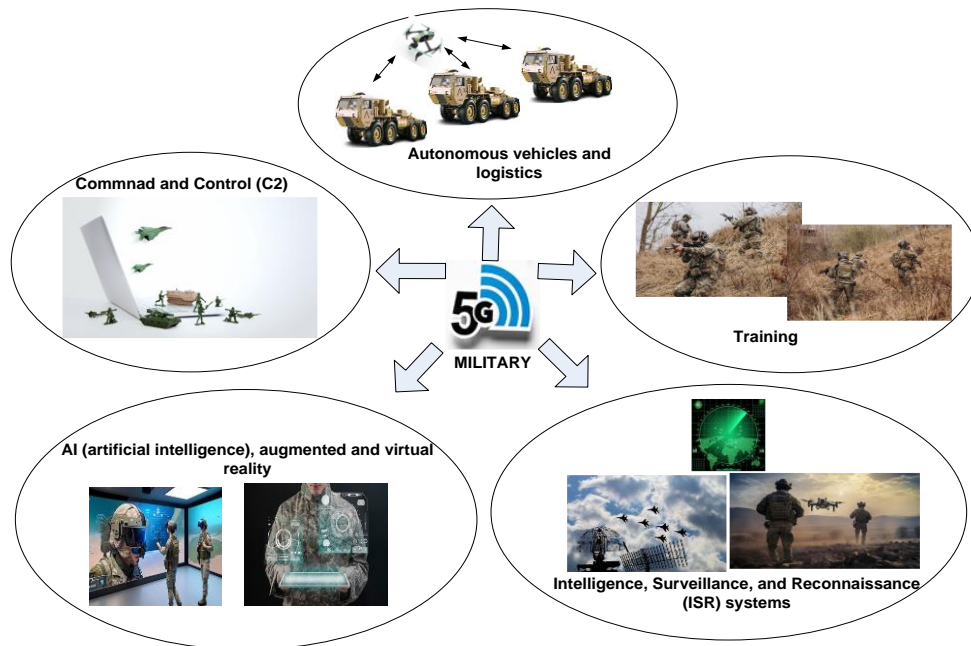 Autonomous vehicles and
logistics
Commnad and Control (C2)
Training
5G
MILITARY
AI (artificial intelligence), augmented and virtual
reality
Intelligence, Surveillance, and Reconnaissance
(ISR) systems